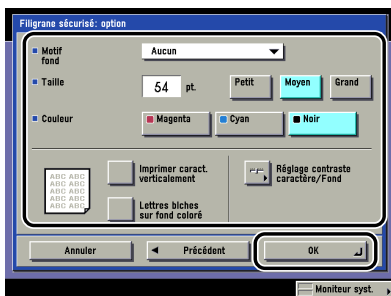 Filigrane sécurisé: option
Motif
fond
Aucun
Taille
54 pt.
Petit Moyen Grand
Couleur
Magenta Cyan Noir
ABC ABC
ABC ABC
ABC ABC
ABC ABC
Imprimer caract.
verticalement
Réglage contraste
caractère/Fond
Lettres blches
sur fond coloré
Annuler
Précédent
OK
Moniteur syst.